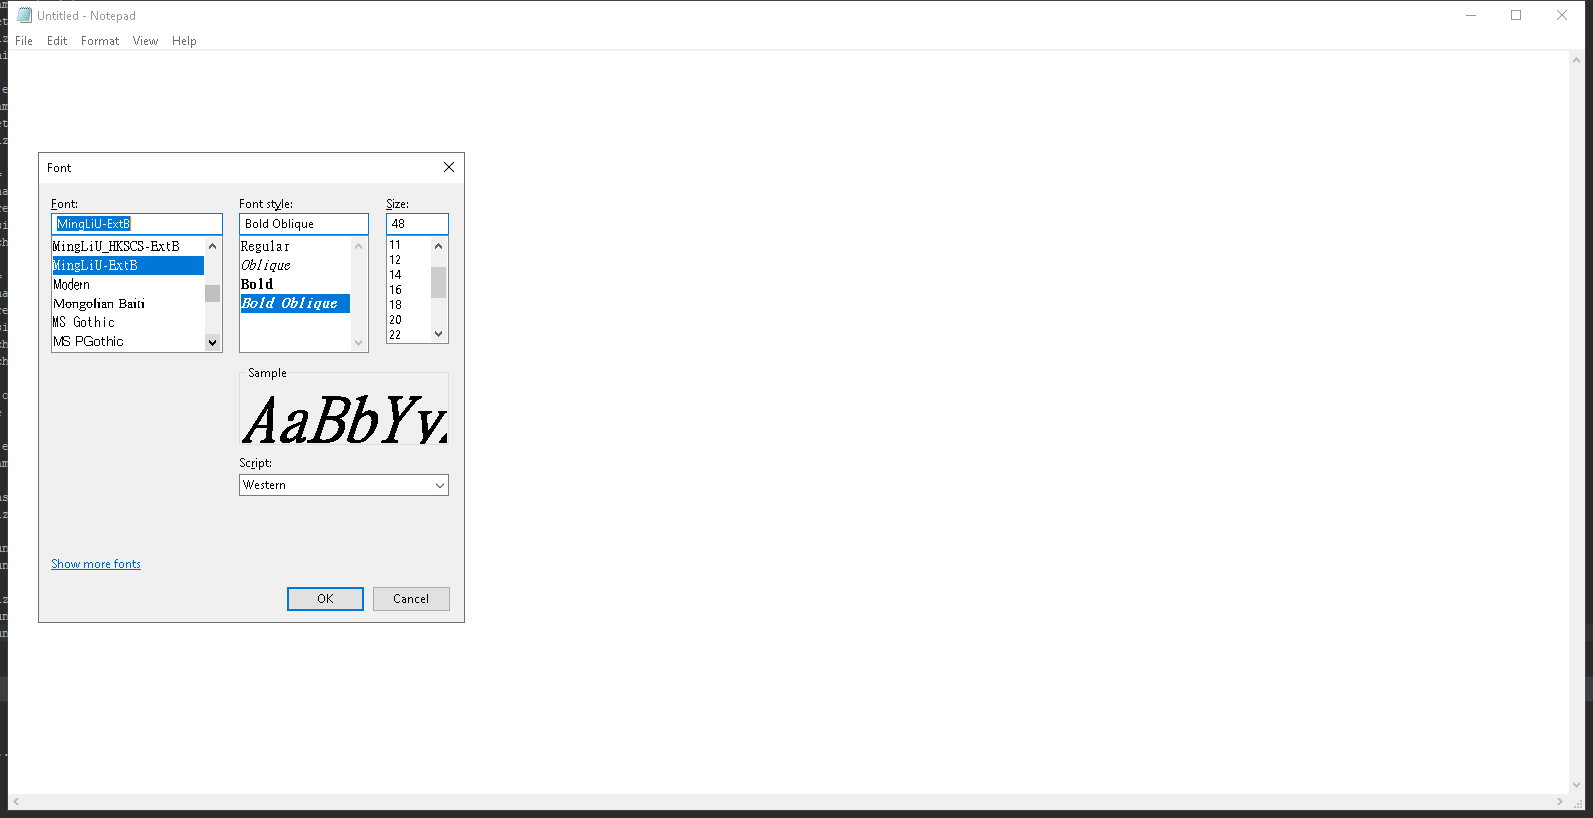 Untitled - Notepad
File Edit Format View Help
Font
Font: Font style: Size:
MingLiU-ExtB Bold Oblique 48
MingLiU_HKSCS-ExtB Regular 11
MingLiU-ExtB Oblique 12
Modern Bold 14
Mongolian Baiti Bold Oblique 16
MS Gothic 18
MS PGothic 20
22
Sample
AaBbYy
Script:
Western
Show more fonts
OK Cancel